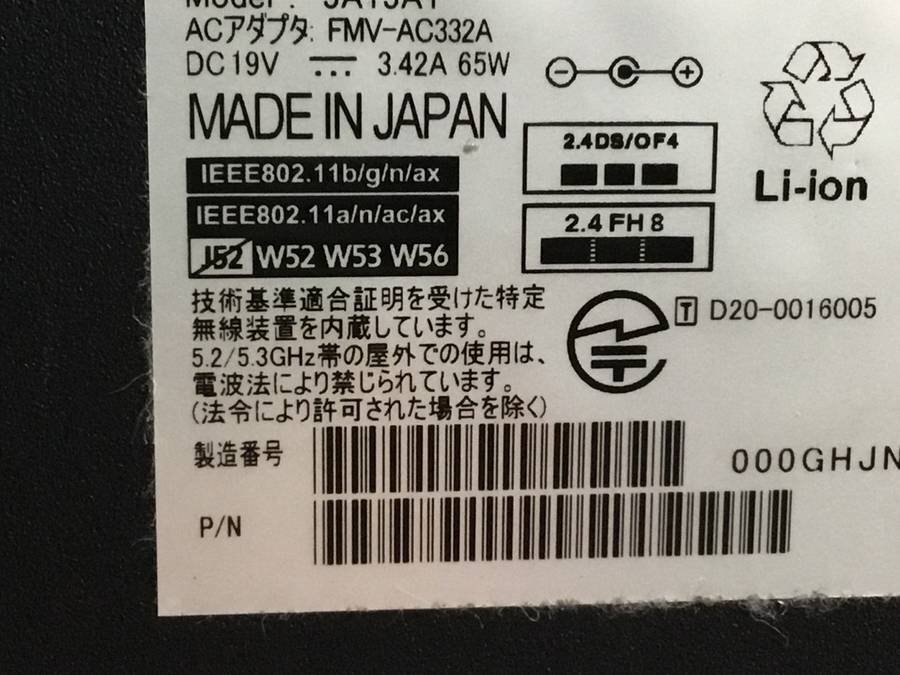 ACアダプタ: FMV-AC332A
DC19V 3.42A 65W
MADE IN JAPAN
IEEE802.11b/g/n/ax
IEEE802.11a/n/ac/ax
J52 W52 W53 W56
2.4DS/OF4
2.4FH8
Li-ion
技術基準適合証明を受けた特定
無線装置を内蔵しています。
5.2/5.3GHz帯の屋外での使用は、
電波法により禁じられています。
(法令により許可された場合を除く)
T D20-0016005
製造番号
000GHJN
P/N